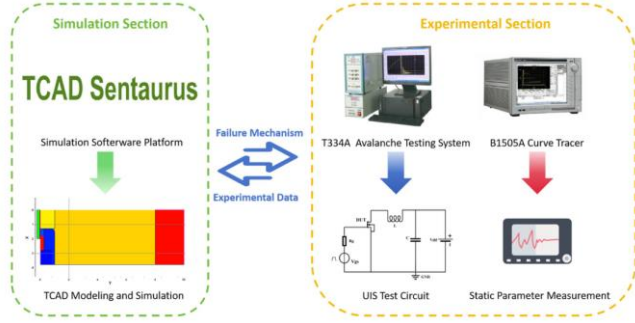 Simulation Section
Experimental Section
TCAD Sentaurus
Simulation Softerware Platform
Failure Mechanism
Experimental Data
T334A Avalanche Testing System
B1505A Curve Tracer
TCAD Modeling and Simulation
DUT
L
C
UIS Test Circuit
Static Parameter Measurement